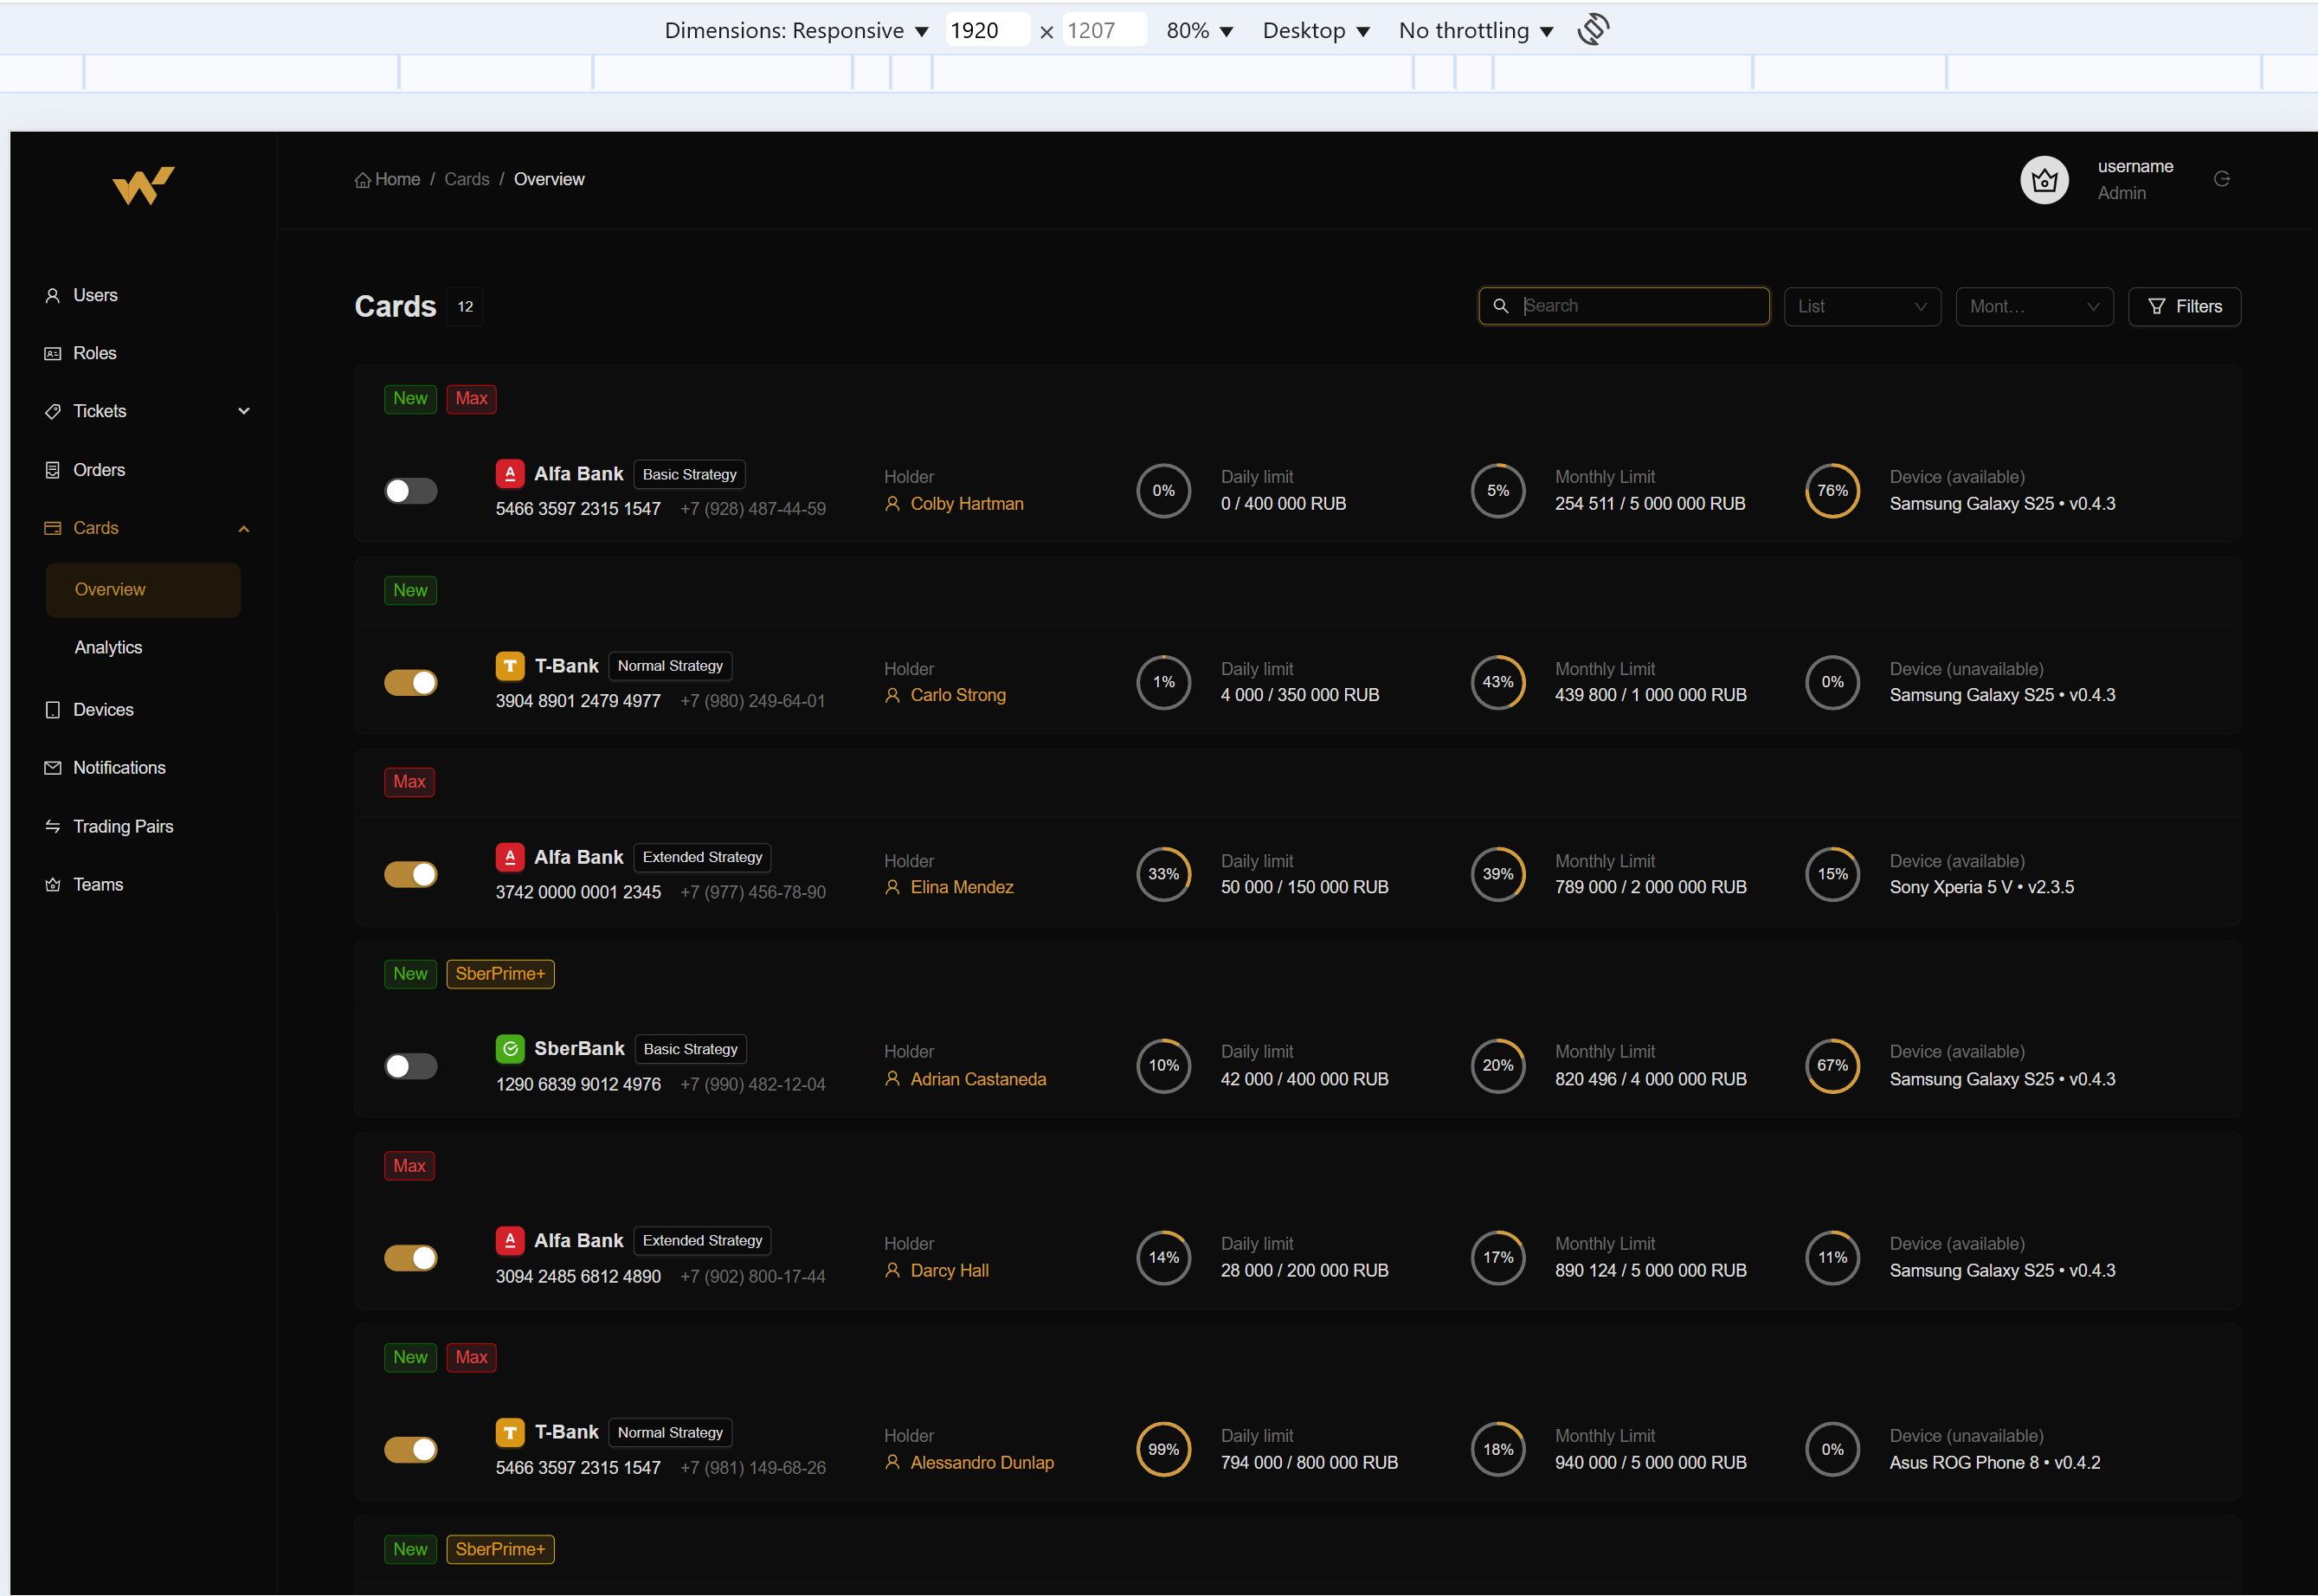 Dimensions: Responsive 1920 × 1207 80% Desktop No throttling
Home / Cards / Overview
username
Admin
Users
Roles
Tickets
Orders
Cards
Overview
Analytics
Devices
Notifications
Trading Pairs
Teams
Cards 12
Search
List
Mont...
Filters
New Max
Alfa Bank Basic Strategy
5466 3597 2315 1547 +7 (928) 487-44-59
Holder
Colby Hartman
0%
Daily limit
0 / 400 000 RUB
5%
Monthly Limit
254 511 / 5 000 000 RUB
76%
Device (available)
Samsung Galaxy S25 • v0.4.3
New
T T-Bank Normal Strategy
3904 8901 2479 4977 +7 (980) 249-64-01
Holder
Carlo Strong
1%
Daily limit
4 000 / 350 000 RUB
43%
Monthly Limit
439 800 / 1 000 000 RUB
0%
Device (unavailable)
Samsung Galaxy S25 • v0.4.3
Max
Alfa Bank Extended Strategy
3742 0000 0001 2345 +7 (977) 456-78-90
Holder
Elina Mendez
33%
Daily limit
50 000 / 150 000 RUB
39%
Monthly Limit
789 000 / 2 000 000 RUB
15%
Device (available)
Sony Xperia 5 V • v2.3.5
New SberPrime+
SberBank Basic Strategy
1290 6839 9012 4976 +7 (990) 482-12-04
Holder
Adrian Castaneda
10%
Daily limit
42 000 / 400 000 RUB
20%
Monthly Limit
820 496 / 4 000 000 RUB
67%
Device (available)
Samsung Galaxy S25 • v0.4.3
Max
Alfa Bank Extended Strategy
3094 2485 6812 4890 +7 (902) 800-17-44
Holder
Darcy Hall
14%
Daily limit
28 000 / 200 000 RUB
17%
Monthly Limit
890 124 / 5 000 000 RUB
11%
Device (available)
Samsung Galaxy S25 • v0.4.3
New Max
T T-Bank Normal Strategy
5466 3597 2315 1547 +7 (981) 149-68-26
Holder
Alessandro Dunlap
99%
Daily limit
794 000 / 800 000 RUB
18%
Monthly Limit
940 000 / 5 000 000 RUB
0%
Device (unavailable)
Asus ROG Phone 8 • v0.4.2
New SberPrime+